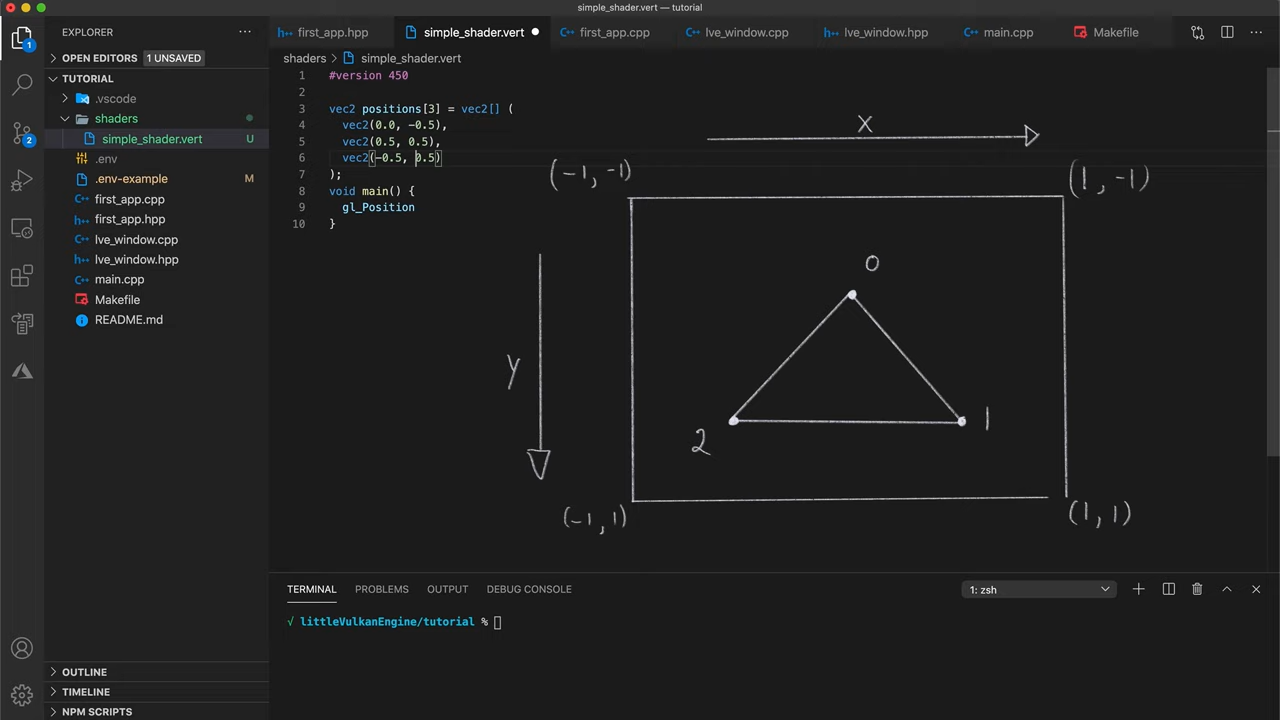 simple_shader.vert — tutorial
EXPLORER
first_app.hpp
simple_shader.vert
first_app.cpp
lve_window.cpp
lve_window.hpp
main.cpp
Makefile
OPEN EDITORS 1 UNSAVED
TUTORIAL
.vscode
shaders
simple_shader.vert U
.env
.env-example M
first_app.cpp
first_app.hpp
lve_window.cpp
lve_window.hpp
main.cpp
Makefile
README.md
OUTLINE
TIMELINE
NPM SCRIPTS
1
2
shaders > simple_shader.vert
1 #version 450
2
3 vec2 positions[3] = vec2[] (
4 vec2(0.0, -0.5),
5 vec2(0.5, 0.5),
6 vec2(-0.5, 0.5)
7 );
8 void main() {
9 gl_Position
10 }
X
(-1, -1)
(1, -1)
0
y
1
2
(-1, 1)
(1, 1)
TERMINAL PROBLEMS OUTPUT DEBUG CONSOLE
1: zsh
√ littleVulkanEngine/tutorial %